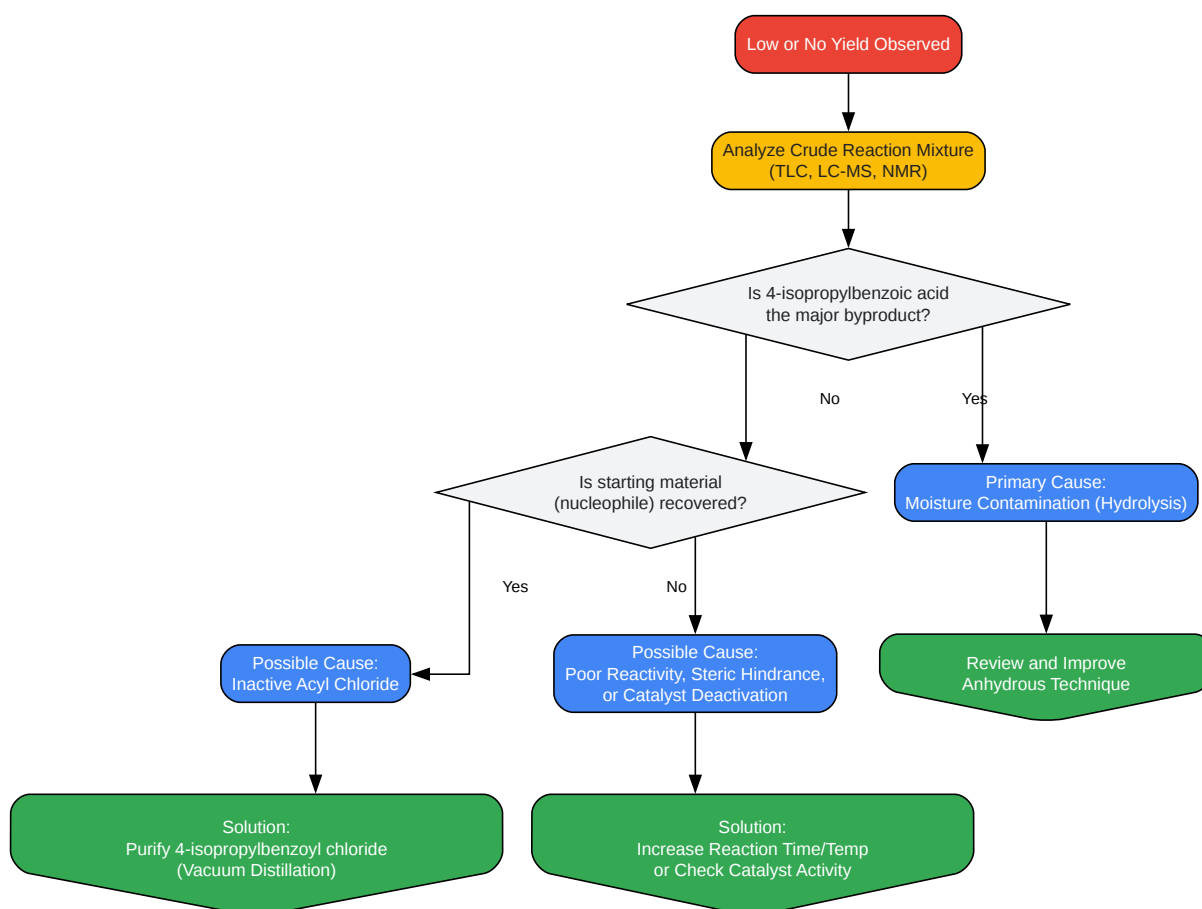 Low or No Yield Observed
Analyze Crude Reaction Mixture
(TLC, LC-MS, NMR)
Is 4-isopropylbenzoic acid
the major byproduct?
No
Yes
Is starting material
(nucleophile) recovered?
Primary Cause:
Moisture Contamination (Hydrolysis)
Yes
No
Possible Cause:
Inactive Acyl Chloride
Possible Cause:
Poor Reactivity, Steric Hindrance,
or Catalyst Deactivation
Review and Improve
Anhydrous Technique
Solution:
Purify 4-isopropylbenzoyl chloride
(Vacuum Distillation)
Solution:
Increase Reaction Time/Temp
or Check Catalyst Activity